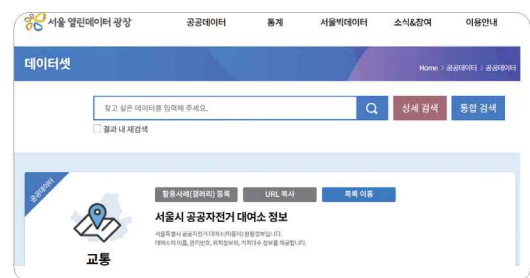 서울 열린데이터 광장
공공데이터 통계 서울빅데이터 소식&참여 이용안내
데이터셋
Home > 공공데이터 > 공공데이터
찾고 싶은 데이터를 입력해 주세요.
상세 검색 통합 검색
결과 내 재검색
공공데이터
활용사례(갤러리) 등록 URL 복사 목록 이동
서울시 공공자전거 대여소 정보
서울특별시 공공자전거 대여소(따릉이) 현황정보입니다.
대여소의 이름, 관리번호, 위치정보와, 거치대수 정보를 제공합니다.
교통